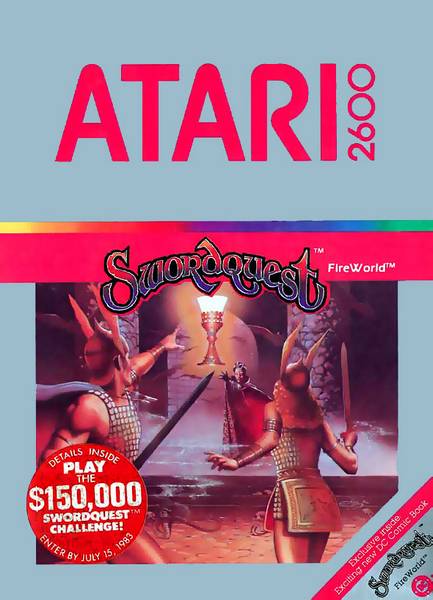 ATARI 2600
SwordQuest™
FireWorld™
DETAILS INSIDE
PLAY
THE
$150,000
SWORDQUEST™
CHALLENGE!
ENTER BY JULY 15, 1983
Exclusive inside
Exciting new DC Comic Book
SwordQuest
FireWorld™
DC